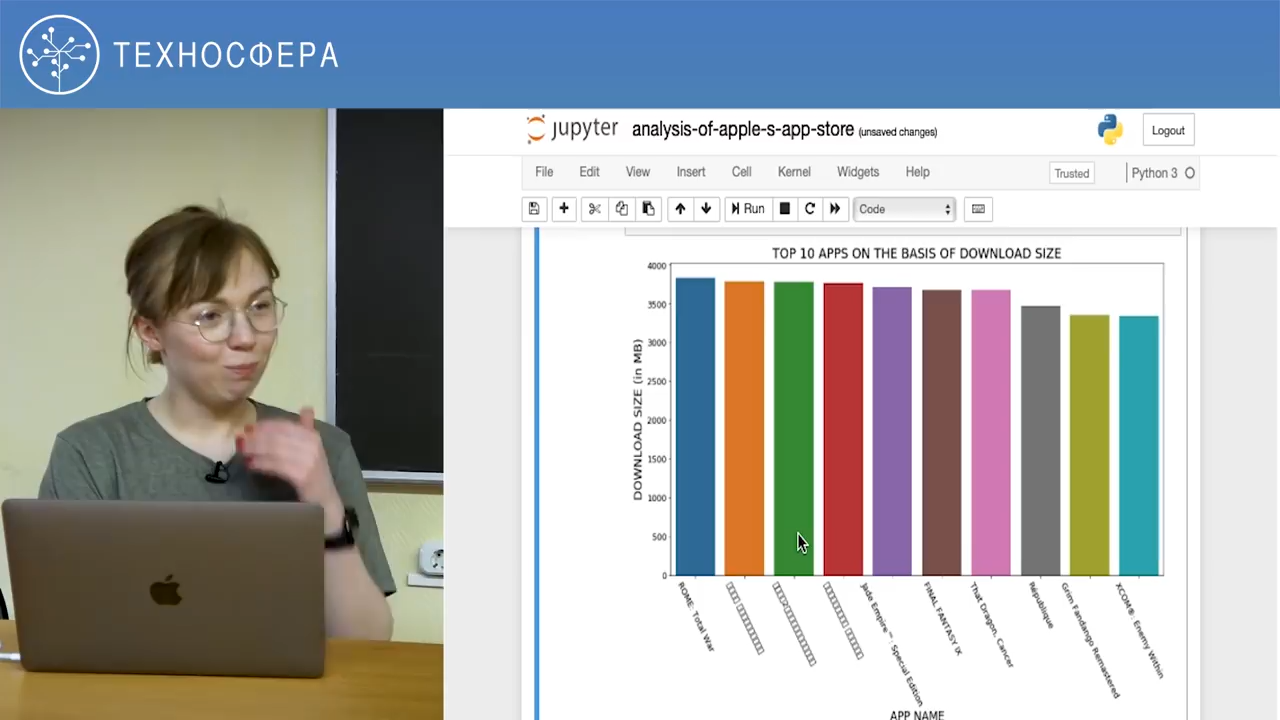 ТЕХНОСФЕРА
jupyter analysis-of-apple-s-app-store (unsaved changes)
Logout
File Edit View Insert Cell Kernel Widgets Help
Trusted
Python 3
Run
Code
TOP 10 APPS ON THE BASIS OF DOWNLOAD SIZE
DOWNLOAD SIZE (in MB)
4000
3500
3000
2500
2000
1500
1000
500
0
ROME: Total War
Jade Empire™: Special Edition
FINAL FANTASY IX
That Dragon, Cancer
République
Grim Fandango Remastered
XCOM®: Enemy Within
APP NAME